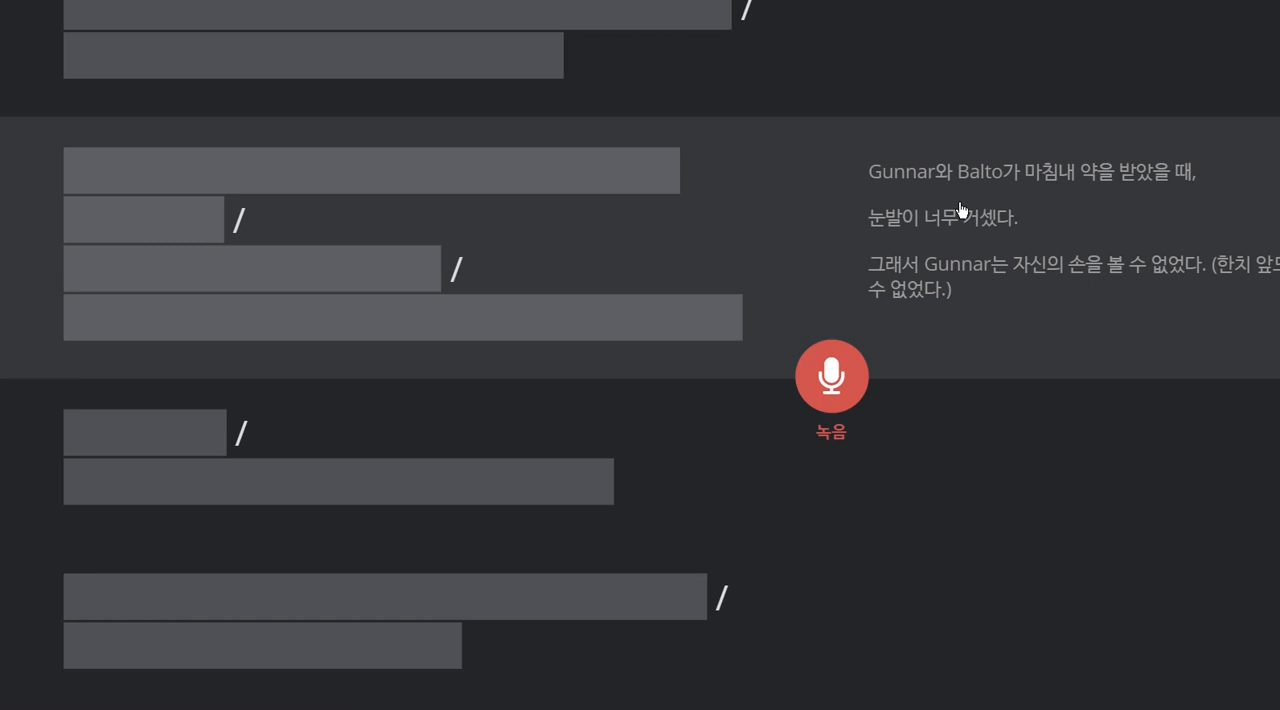 /
Gunnar와 Balto가 마침내 약을 받았을 때,
/
눈발이 너무 거셌다.
/
그래서 Gunnar는 자신의 손을 볼 수 없었다. (한치 앞도
수 없었다.)
녹음
/
/